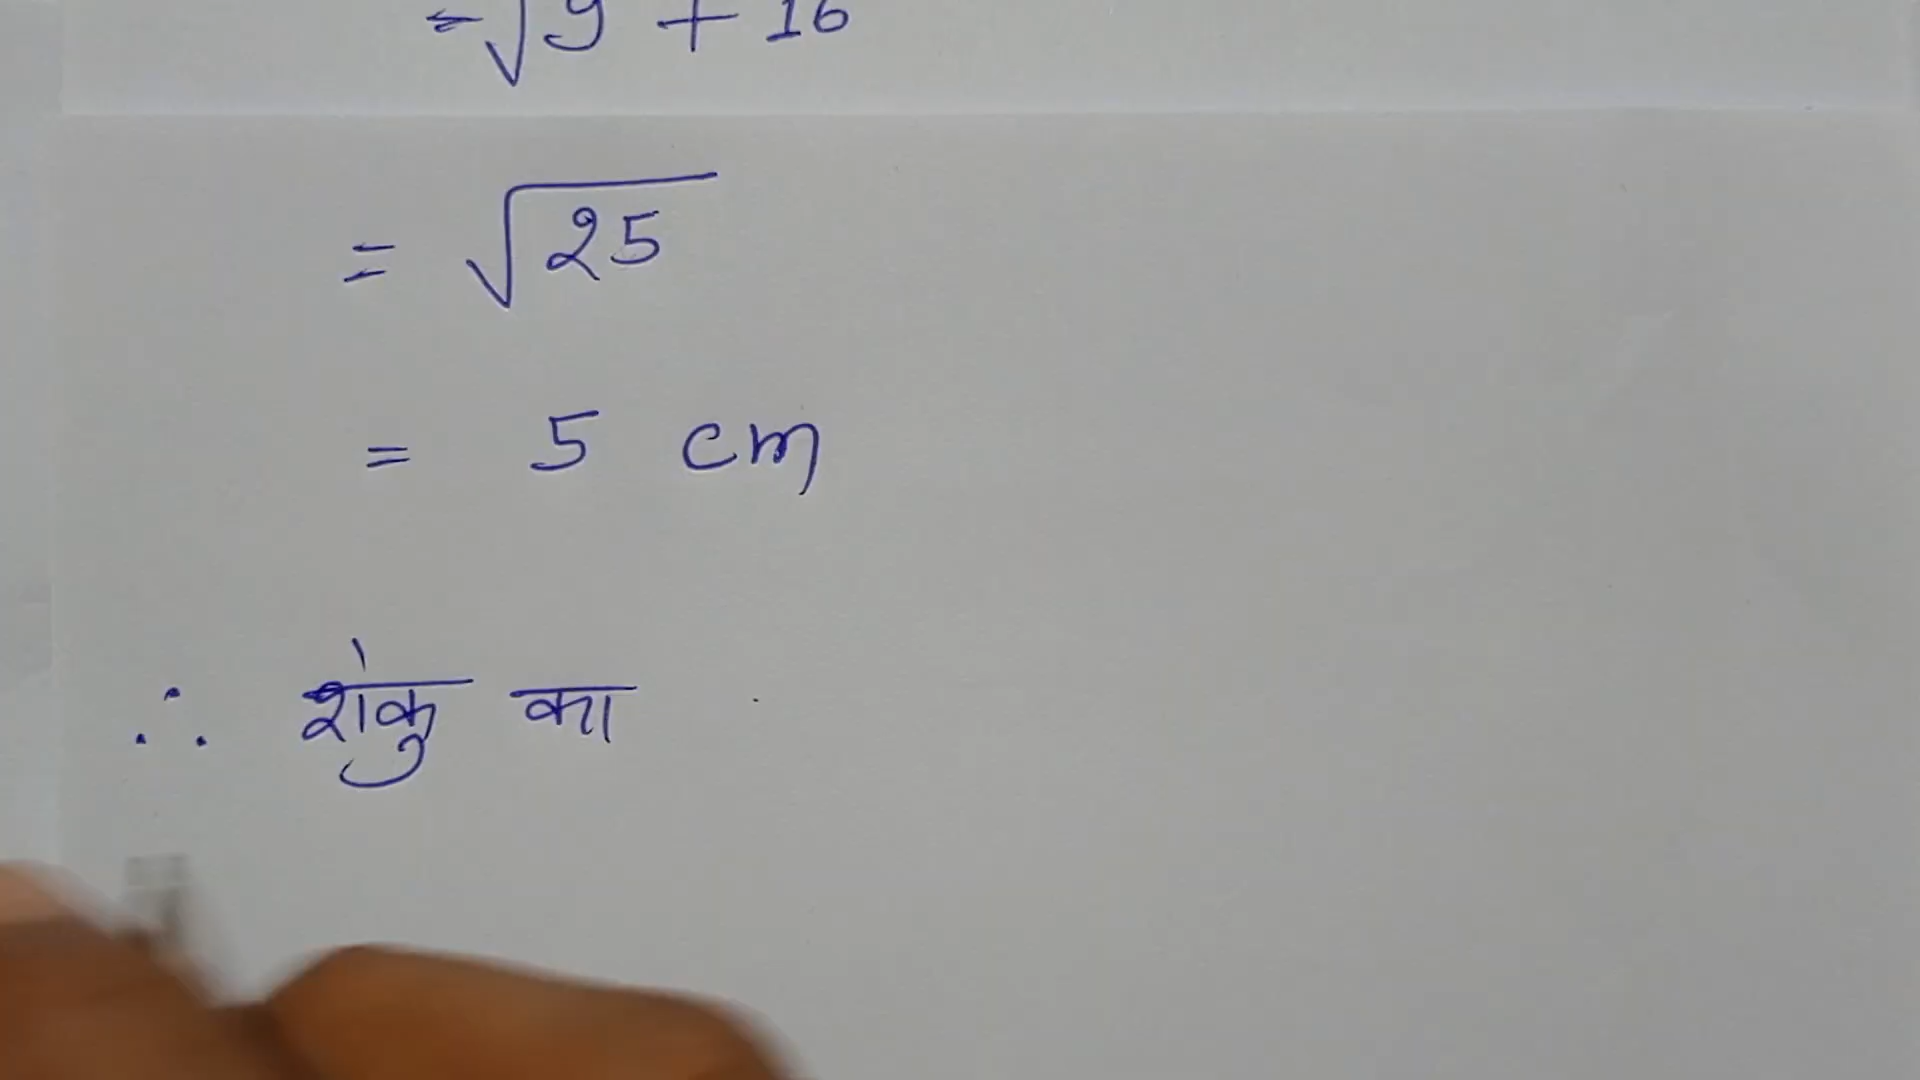 = √9 + 16
= √25
= 5 cm
∴ शंकु का